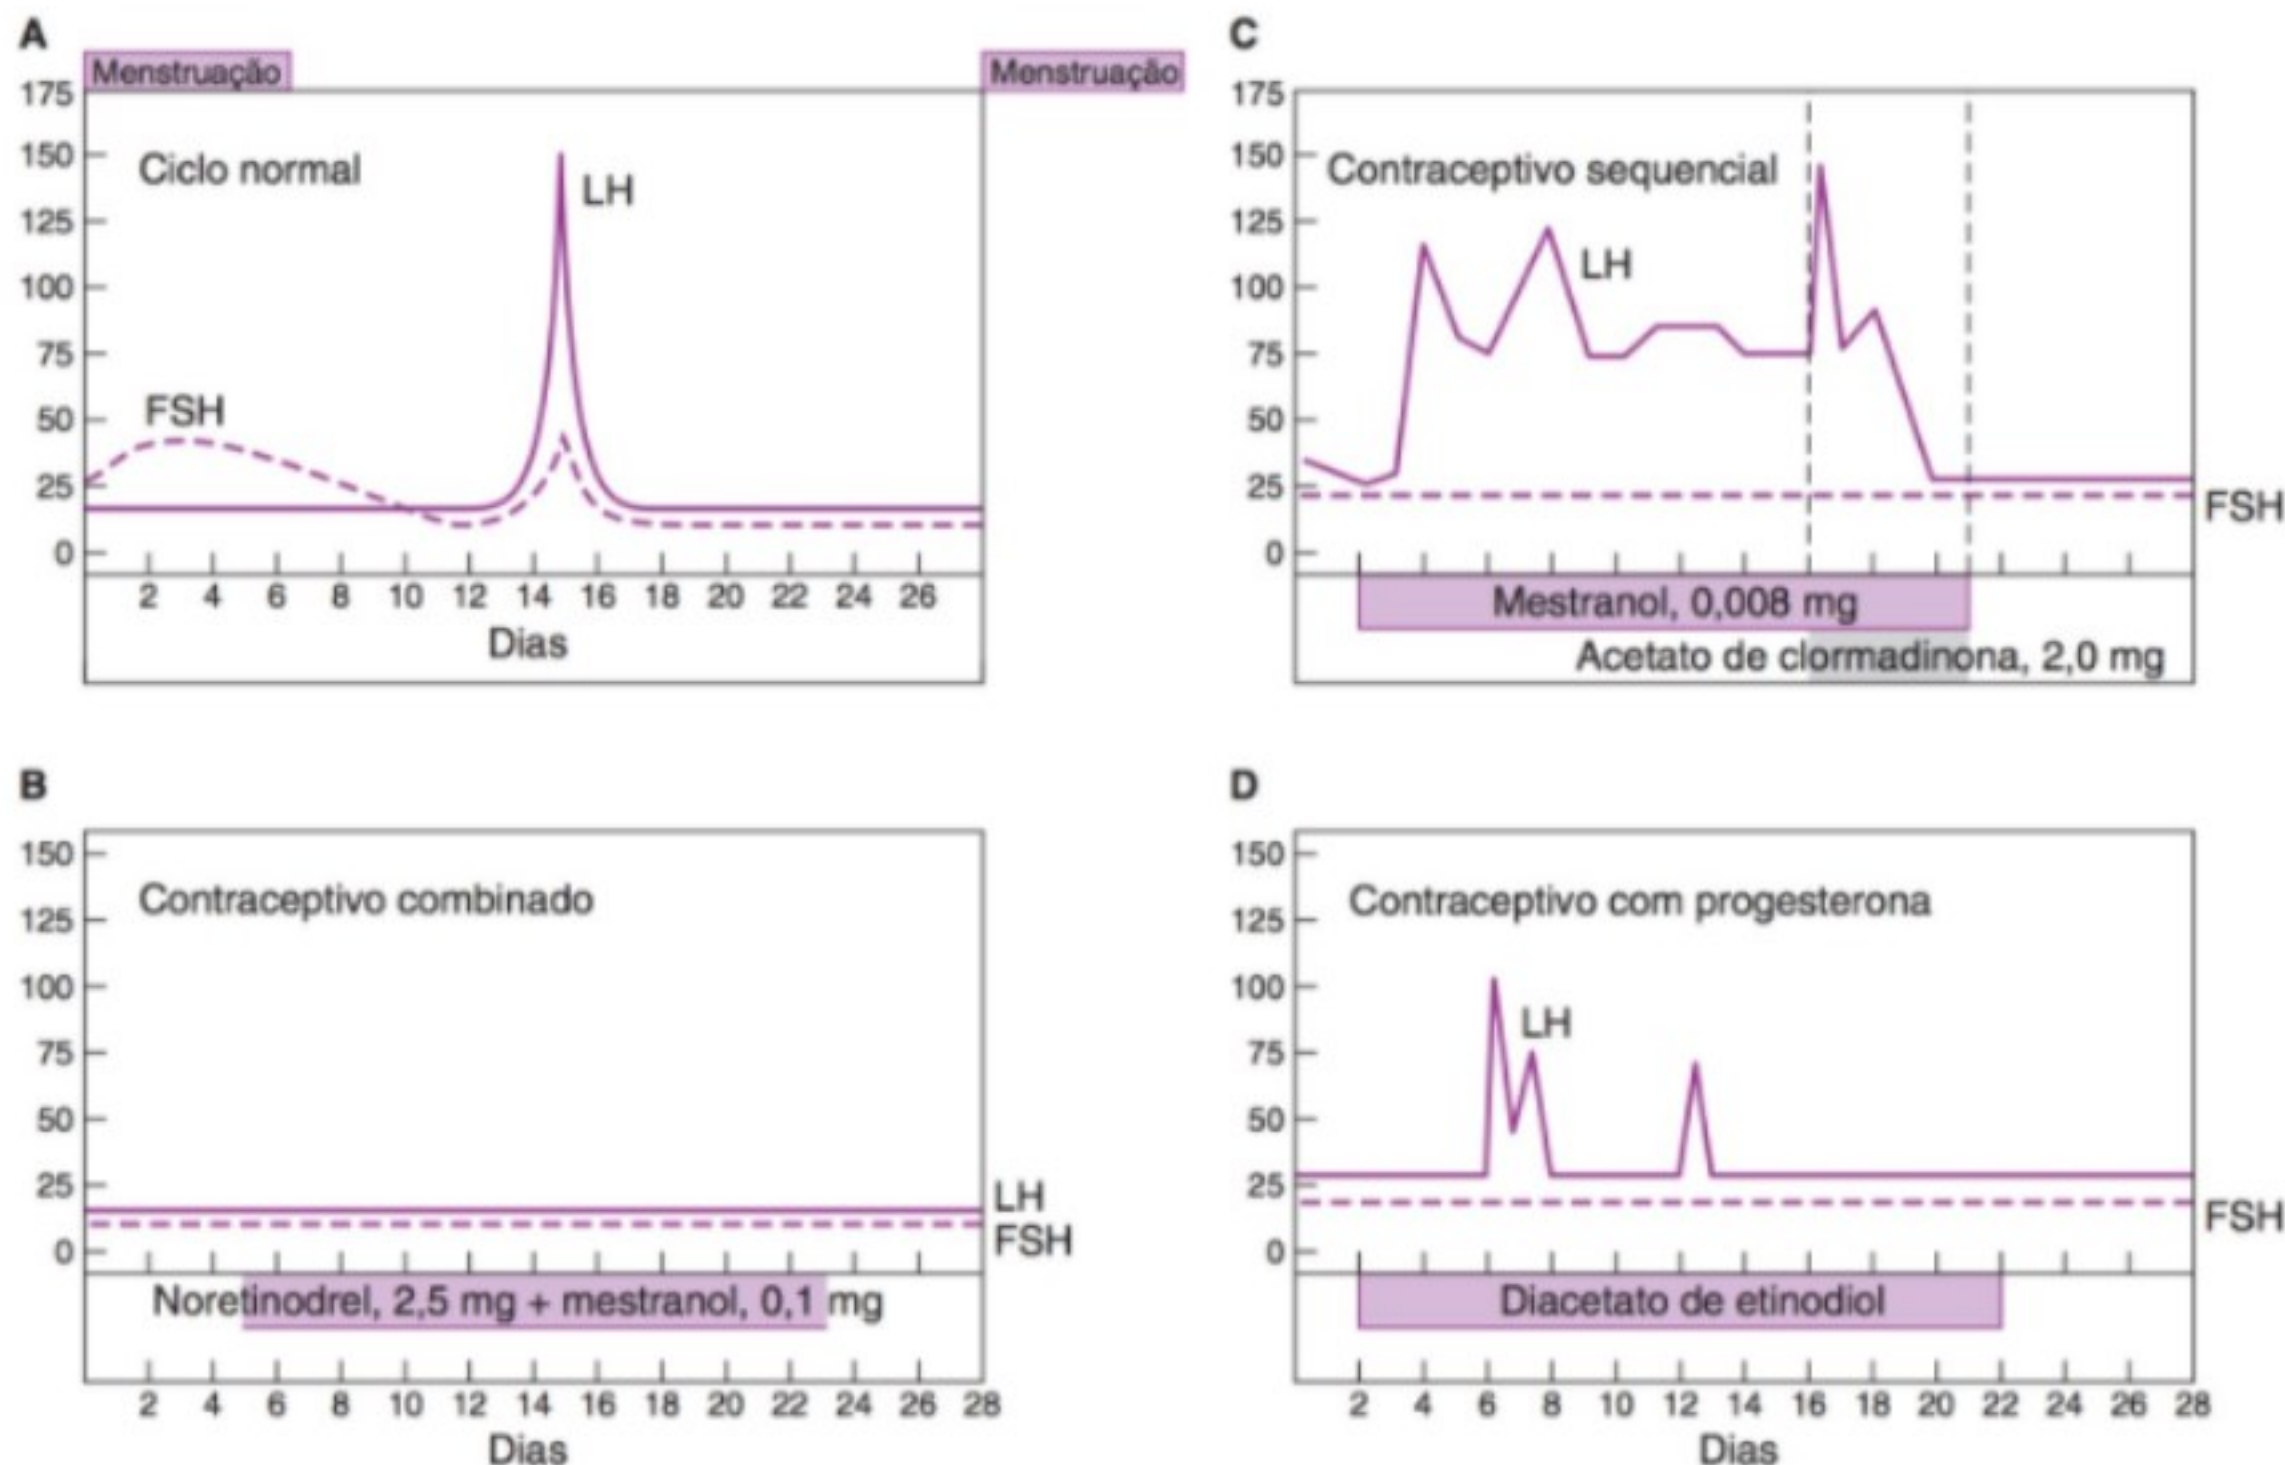 A
Menstruação
Menstruação
175
150
125
100
75
50
25
0
Ciclo normal
LH
FSH
2 4 6 8 10 12 14 16 18 20 22 24 26
Dias
C
175
150
125
100
75
50
25
0
Contraceptivo sequencial
LH
FSH
Mestranol, 0,008 mg
Acetato de clormadinona, 2,0 mg
B
150
125
100
75
50
25
0
Contraceptivo combinado
LH
FSH
Noretinodrel, 2,5 mg + mestranol, 0,1 mg
2 4 6 8 10 12 14 16 18 20 22 24 26 28
Dias
D
150
125
100
75
50
25
0
Contraceptivo com progesterona
LH
FSH
Diacetato de etinodiol
2 4 6 8 10 12 14 16 18 20 22 24 26 28
Dias